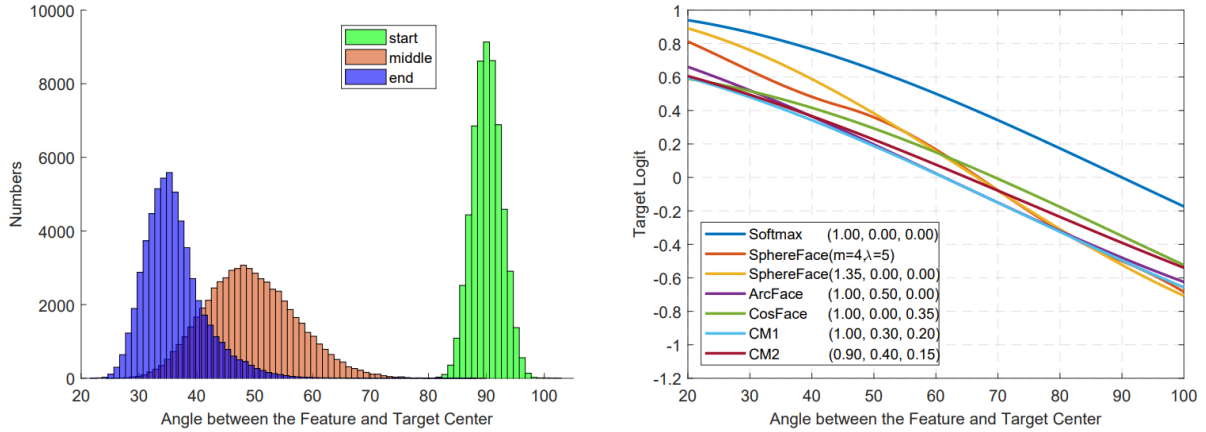 10000
8000
6000
4000
2000
0
Numbers
start
middle
end
20 30 40 50 60 70 80 90 100
Angle between the Feature and Target Center
1
0.8
0.6
0.4
0.2
0
-0.2
-0.4
-0.6
-0.8
-1
-1.2
Target Logit
Softmax (1.00, 0.00, 0.00)
SphereFace(m=4,λ=5)
SphereFace(1.35, 0.00, 0.00)
ArcFace (1.00, 0.50, 0.00)
CosFace (1.00, 0.00, 0.35)
CM1 (1.00, 0.30, 0.20)
CM2 (0.90, 0.40, 0.15)
20 30 40 50 60 70 80 90 100
Angle between the Feature and Target Center